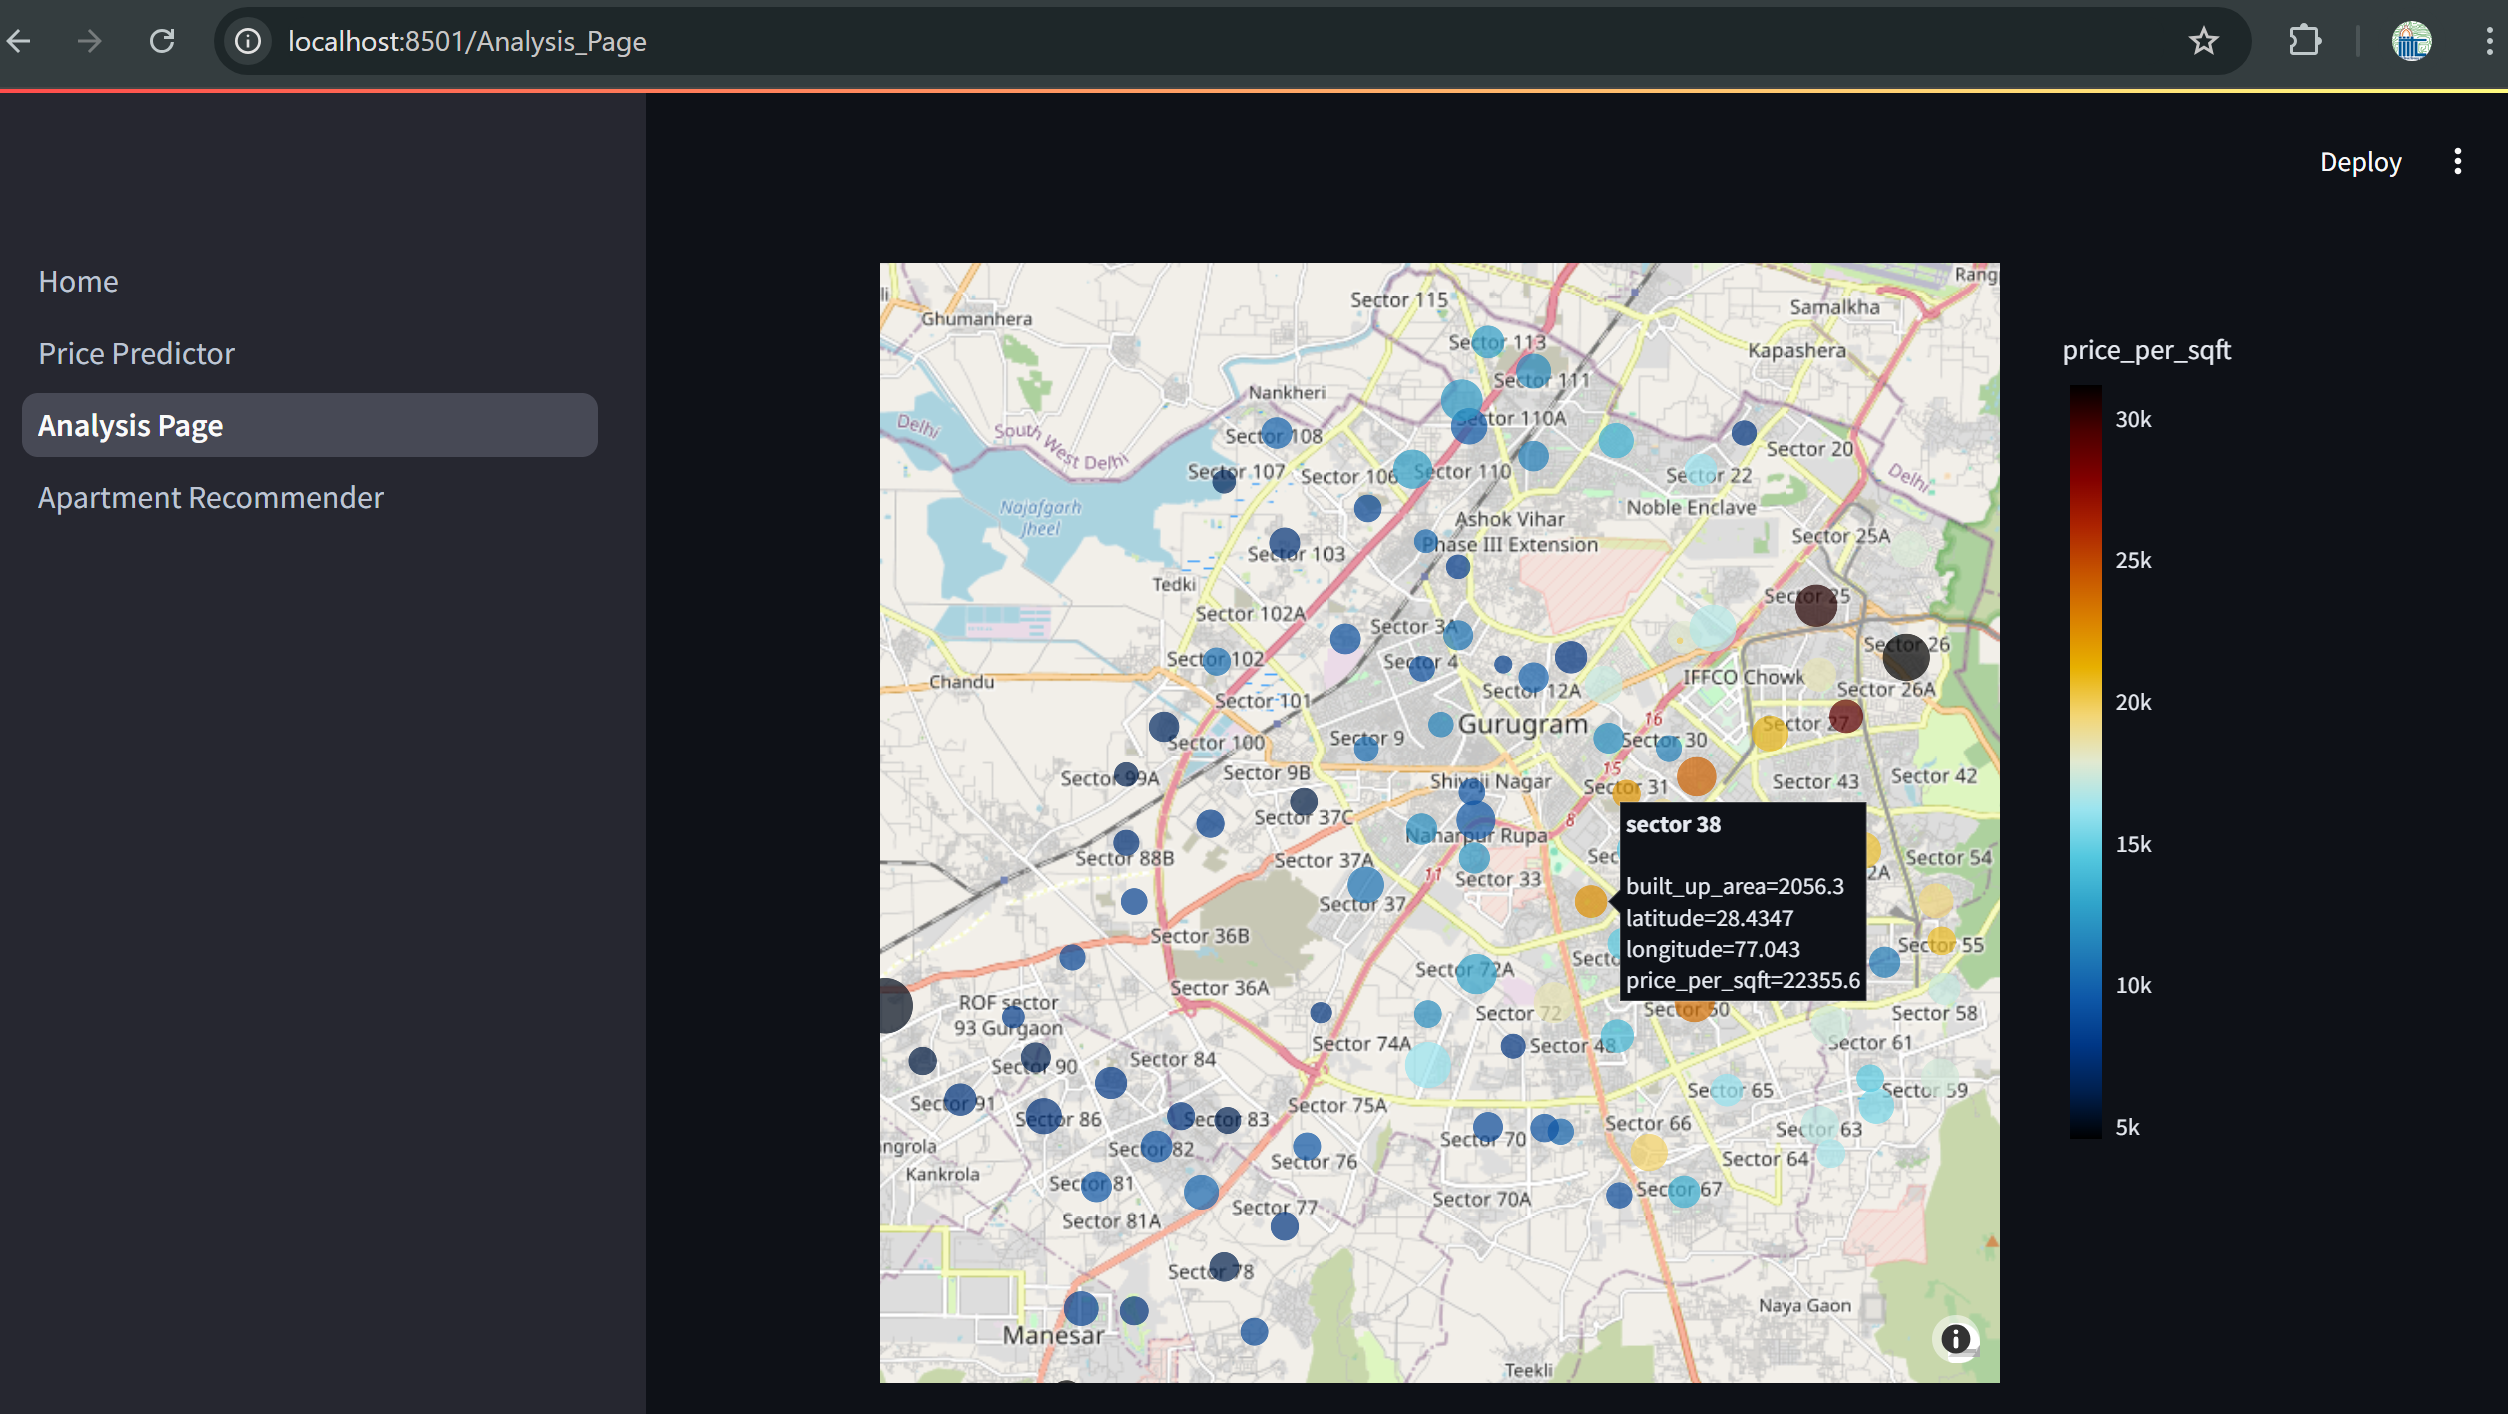 localhost:8501/Analysis_Page
Deploy
Home
Price Predictor
Analysis Page
Apartment Recommender
Sector 115
Samalkha
Ghumanhera
Sector 113
Kapashera
Sector 111
Nankheri
Delhi
South West Delhi
Sector 108
Sector 110A
Sector 20
Sector 107
Sector 106
Sector 110
Sector 22
Delhi
Najafgarh
Jheel
Noble Enclave
Ashok Vihar
Phase III Extension
Sector 25A
Sector 103
Tedki
Sector 25
Sector 102A
Sector 3A
Sector 26
Sector 102
Sector 4
Chandu
IFFCO Chowk
Sector 12A
Sector 26A
Sector 101
Gurugram
16
Sector 27
Sector 100
Sector 9
Sector 30
Sector 99A
Sector 9B
Shivaji Nagar
15
Sector 31
Sector 43
Sector 42
Sector 37C
8
Naharpur Rupa
Sector 88B
Sector 37A
Sec
Sector 54
2A
11
Sector 33
Sector 37
Sector 36B
Sector 55
Secto
Sector 72A
Sector 36A
ROF sector
93 Gurgaon
Sector 72
Sector 50
Sector 58
Sector 74A
Sector 48
Sector 61
Sector 84
Sector 90
Sector 65
Sector 59
Sector 91
Sector 75A
Sector 86
Sector 83
Sector 66
Sector 63
Sector 70
ngrola
Sector 82
Sector 76
Sector 64
Kankrola
Sector 81
Sector 67
Sector 70A
Sector 77
Sector 81A
Sector 78
Naya Gaon
Manesar
Teekli
sector 38
built_up_area=2056.3
latitude=28.4347
longitude=77.043
price_per_sqft=22355.6
price_per_sqft
30k
25k
20k
15k
10k
5k